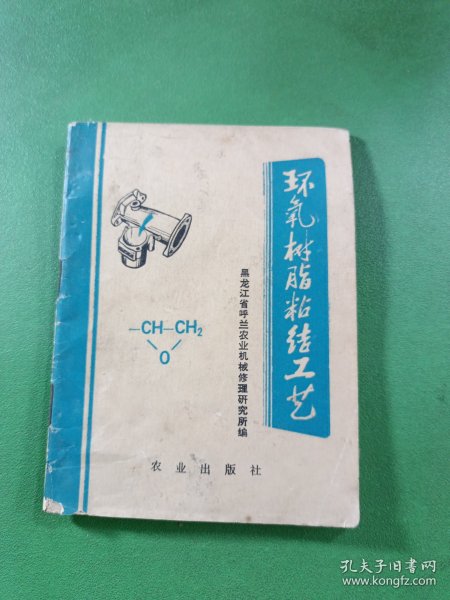 环氧树脂粘结工艺
黑龙江省呼兰农业机械修理研究所编
—CH—CH2
O
农业出版社
孔夫子旧书网
www.kongfz.com